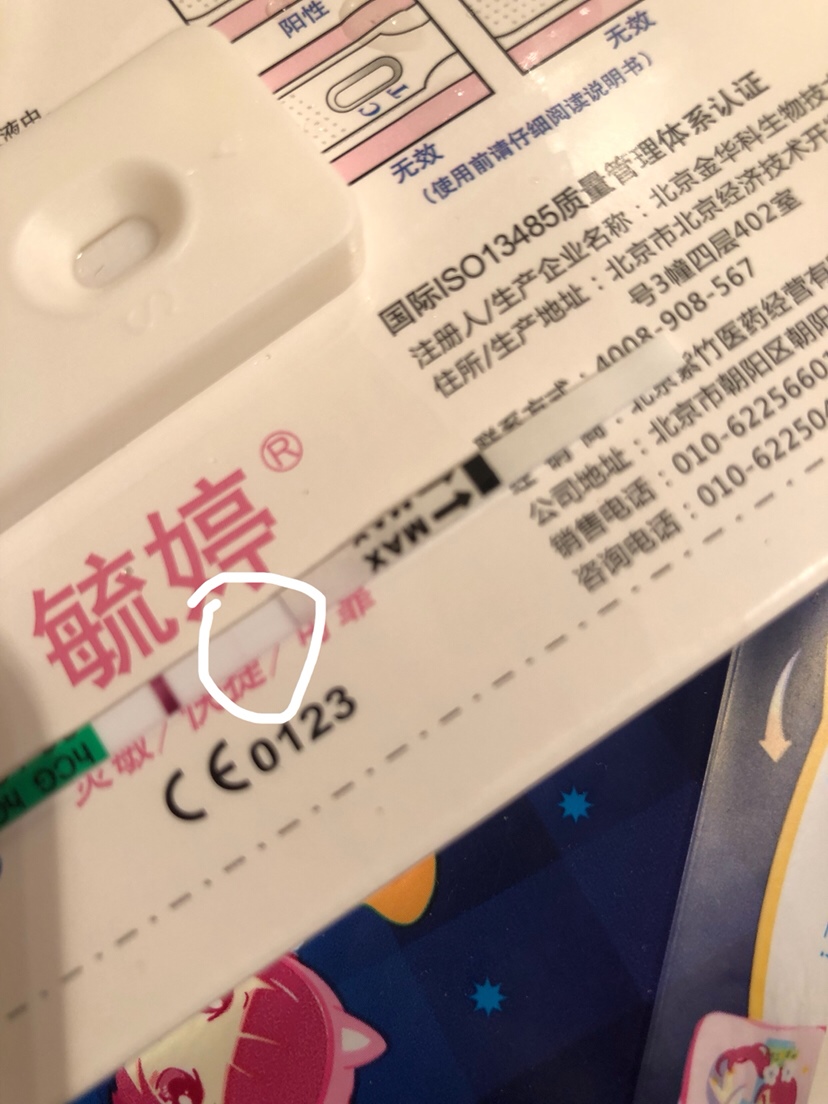 阳性
无效
无效
C T
(使用前请仔细阅读说明书)
国际ISO13485质量管理体系认证
注册人/生产企业名称：北京金华科生物技
住所/生产地址：北京市北京经济技术开
号3幢四层402室
4008-908-567
竹医药经营有
公司地址：北京市朝阳区朝阳
销售电话：010-6225660
咨询电话：010-62250
S
毓婷®
MAX
hCG
敏/快捷/可靠
CE0123